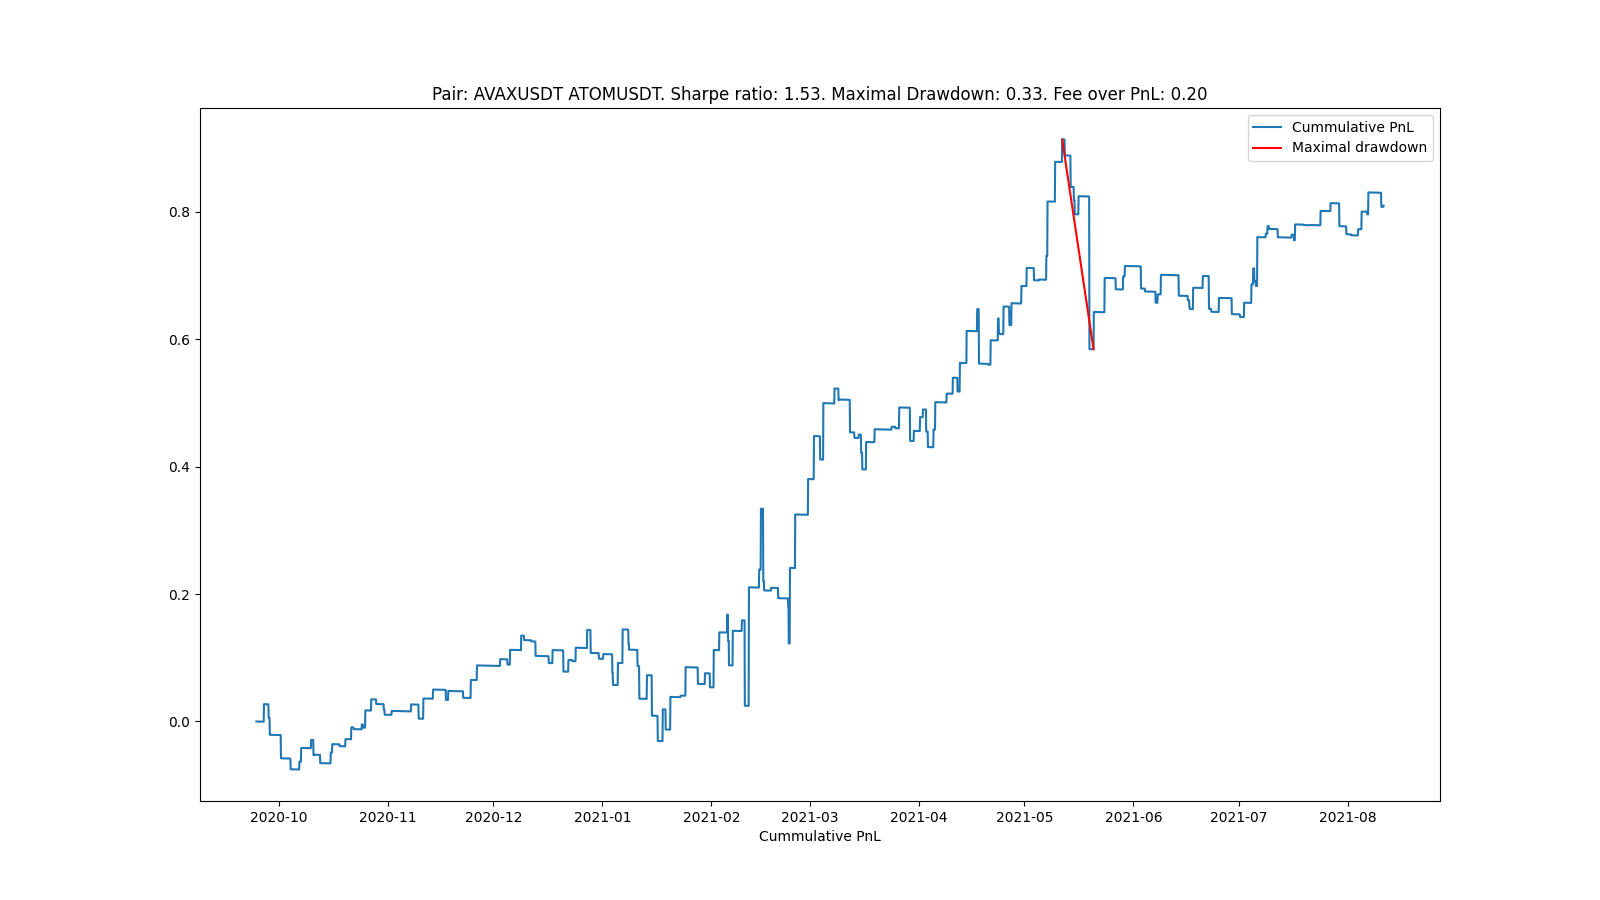 Pair: AVAXUSDT ATOMUSDT. Sharpe ratio: 1.53. Maximal Drawdown: 0.33. Fee over PnL: 0.20
Cummulative PnL
Maximal drawdown
0.8
0.6
0.4
0.2
0.0
2020-10 2020-11 2020-12 2021-01 2021-02 2021-03 2021-04 2021-05 2021-06 2021-07 2021-08
Cummulative PnL